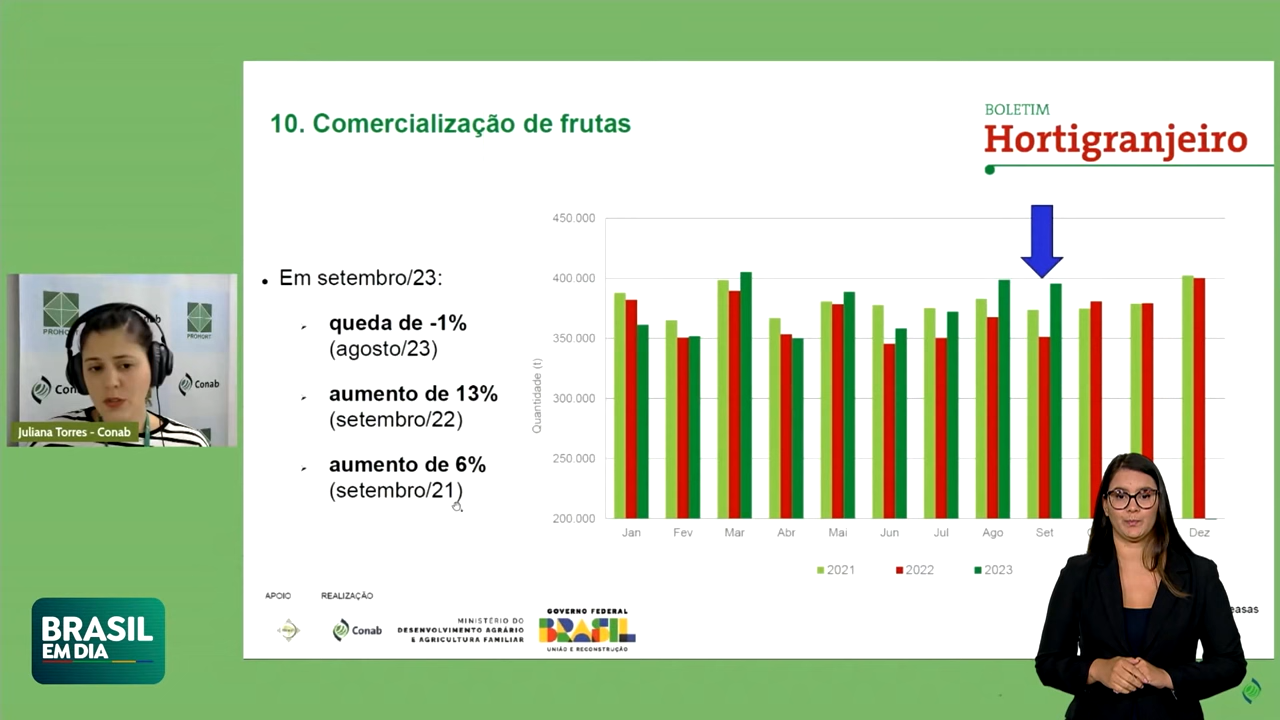 10. Comercialização de frutas
BOLETIM
Hortigranjeiro
Em setembro/23:
queda de -1%
(agosto/23)
aumento de 13%
(setembro/22)
aumento de 6%
(setembro/21)
450.000
400.000
350.000
300.000
250.000
200.000
Quantidade (t)
Jan Fev Mar Abr Mai Jun Jul Ago Set Dez
2021 2022 2023
PROHORT
PROHORT
Conab
Juliana Torres - Conab
APOIO REALIZAÇÃO
Conab
MINISTÉRIO DO
DESENVOLVIMENTO AGRÁRIO
E AGRICULTURA FAMILIAR
GOVERNO FEDERAL
BRASIL
UNIÃO E RECONSTRUÇÃO
BRASIL
EM DIA